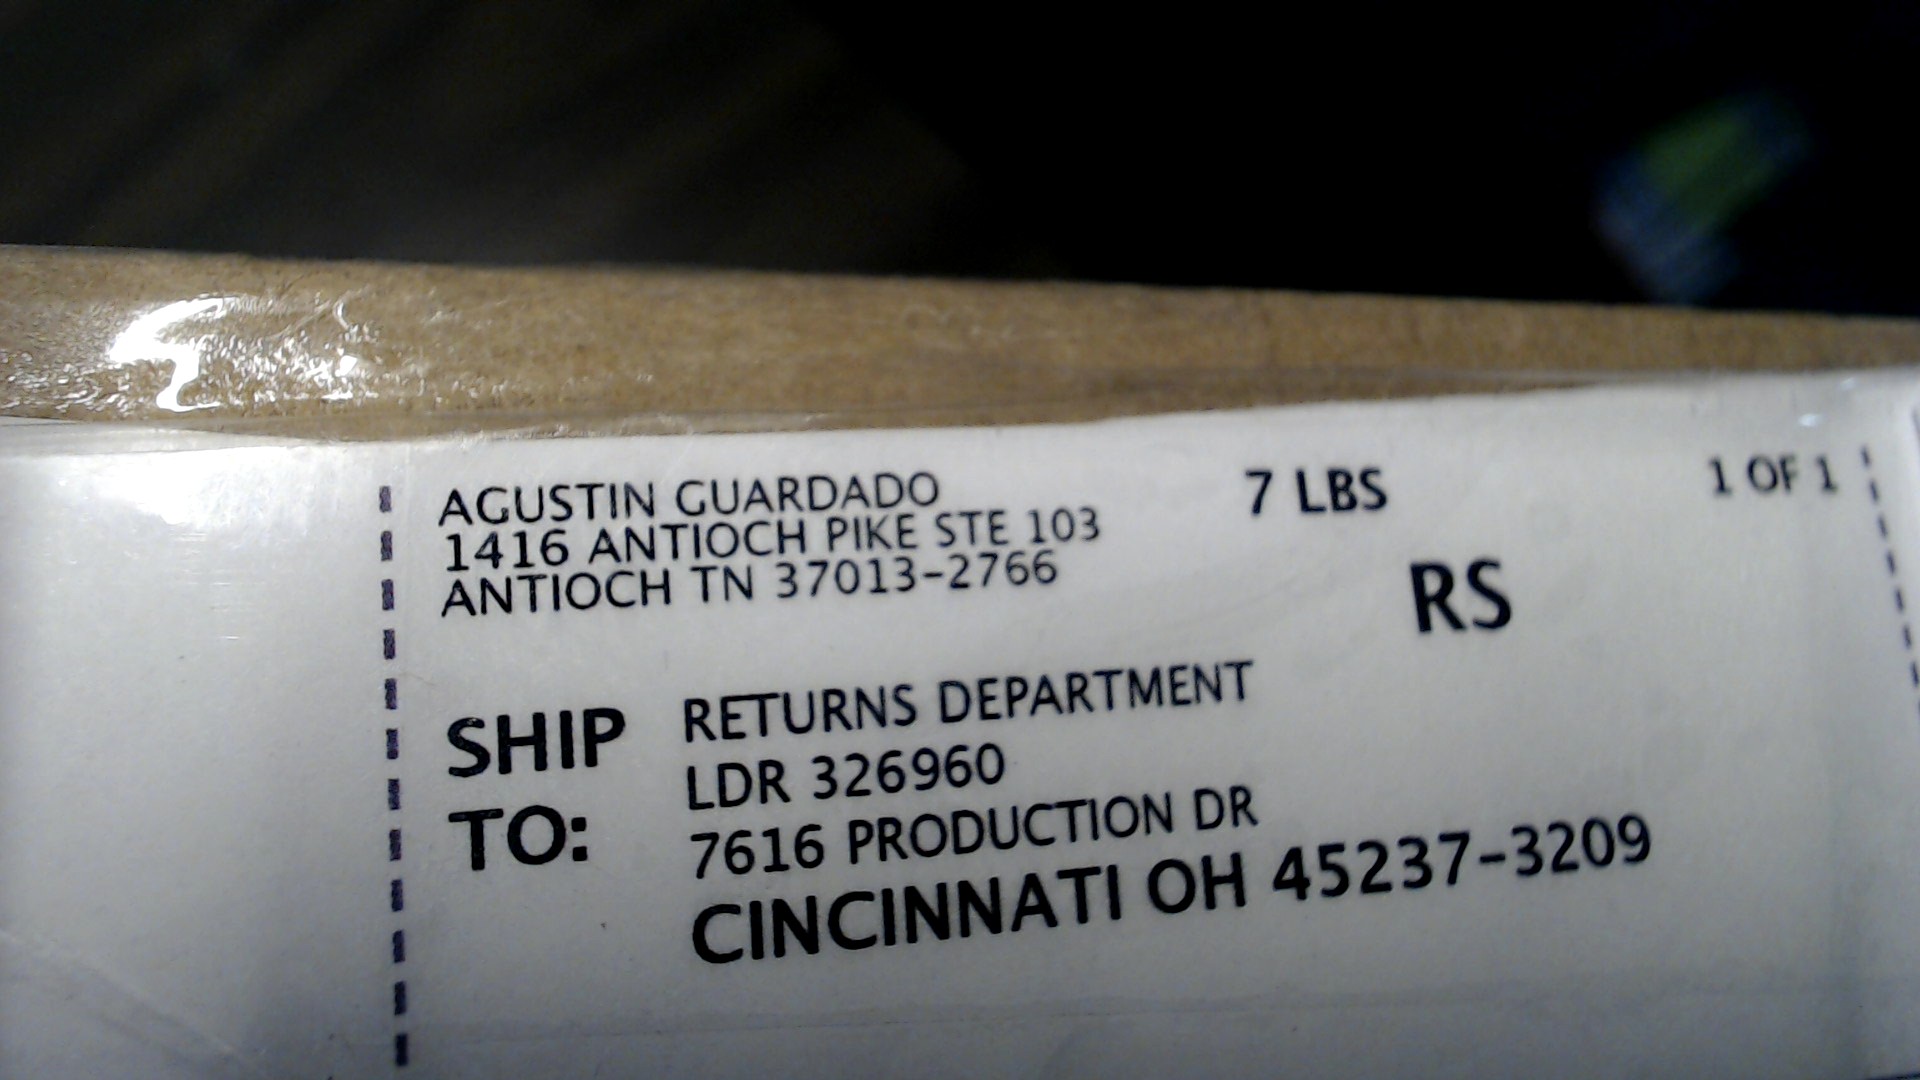 AGUSTIN GUARDADO
1416 ANTIOCH PIKE STE 103
ANTIOCH TN 37013-2766
7 LBS
1 OF 1
RS
SHIP TO:
RETURNS DEPARTMENT
LDR 326960
7616 PRODUCTION DR
CINCINNATI OH 45237-3209